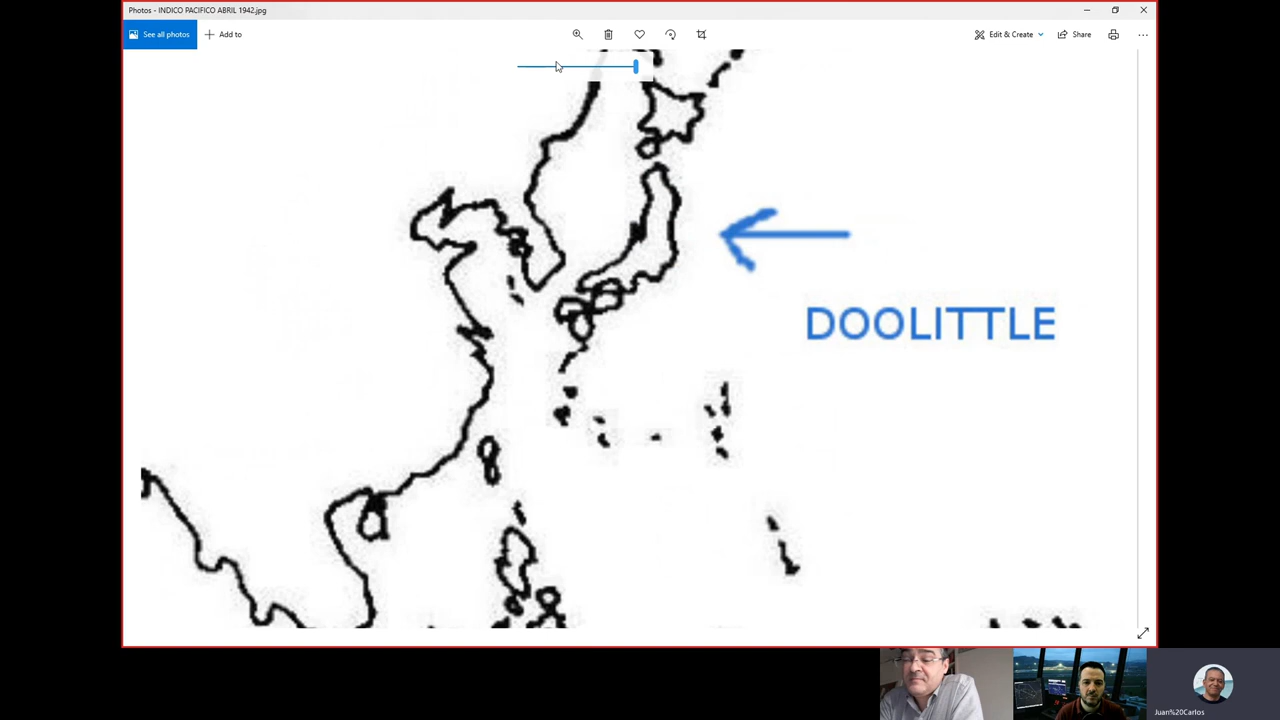 Photos - INDICO PACIFICO ABRIL 1942.jpg
See all photos
Add to
Edit & Create
Share
DOOLITTLE
Juan%20Carlos